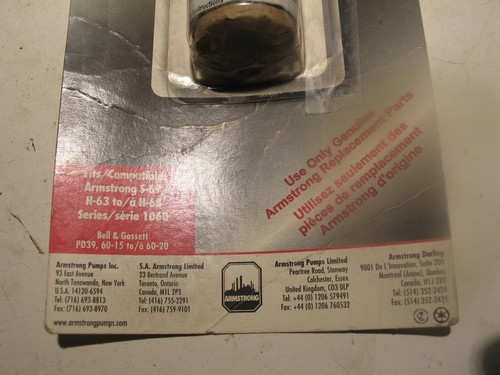 Fits/Compatible
Armstrong S-69
H-63 to/à H-68
Series/série 1060
Bell & Gossett
PD39, 60-15 to/à 60-20
Use Only Genuine
Armstrong Replacement Parts
Utilisez seulement des
pièces de remplacement
Armstrong d'origine
Armstrong Pumps Inc.
93 East Avenue
North Tonawanda, New York
U.S.A. 14120-6594
Tel: (716) 693-8813
Fax: (716) 693-8970
www.armstrongpumps.com
S.A. Armstrong Limited
23 Bertrand Avenue
Toronto, Ontario
Canada, M1L 2P3
Tel: (416) 755-2291
Fax: (416) 759-9101
ARMSTRONG
Armstrong Pumps Limited
Peartree Road, Stanway
Colchester, Essex
United Kingdom, CO3 0LP
Tel: +44 (0) 1206 579491
Fax: +44 (0) 1206 760532
Armstrong Darling
9001 De L'Innovation, Suite 200
Montreal (Anjou), Quebec
Canada, H1J 2X9
Tel: (514) 352-2424
Fax: (514) 352-2425